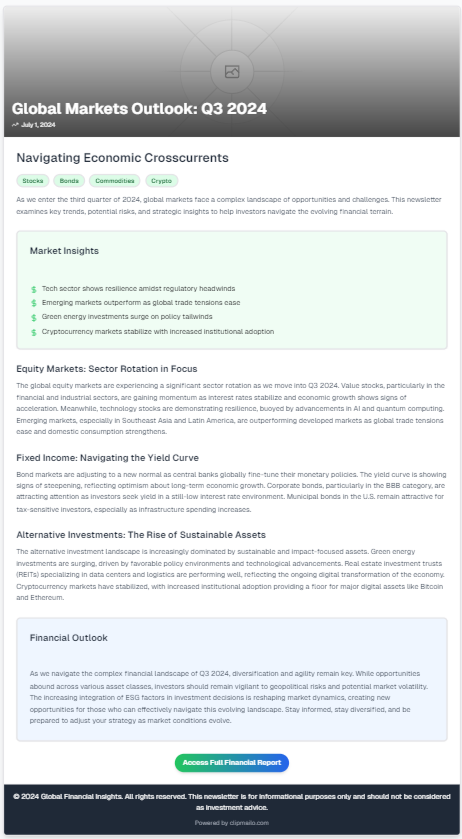 Global Markets Outlook: Q3 2024
July 1, 2024
Navigating Economic Crosscurrents
Stocks Bonds Commodities Crypto
As we enter the third quarter of 2024, global markets face a complex landscape of opportunities and challenges. This newsletter
examines key trends, potential risks, and strategic insights to help investors navigate the evolving financial terrain.
Market Insights
$ Tech sector shows resilience amidst regulatory headwinds
$ Emerging markets outperform as global trade tensions ease
$ Green energy investments surge on policy tailwinds
$ Cryptocurrency markets stabilize with increased institutional adoption
Equity Markets: Sector Rotation in Focus
The global equity markets are experiencing a significant sector rotation as we move into Q3 2024. Value stocks, particularly in the
financial and industrial sectors, are gaining momentum as interest rates stabilize and economic growth shows signs of
acceleration. Meanwhile, technology stocks are demonstrating resilience, buoyed by advancements in AI and quantum computing.
Emerging markets, especially in Southeast Asia and Latin America, are outperforming developed markets as global trade tensions
ease and domestic consumption strengthens.
Fixed Income: Navigating the Yield Curve
Bond markets are adjusting to a new normal as central banks globally fine-tune their monetary policies. The yield curve is showing
signs of steepening, reflecting optimism about long-term economic growth. Corporate bonds, particularly in the BBB category, are
attracting attention as investors seek yield in a still-low interest rate environment. Municipal bonds in the U.S. remain attractive for
tax-sensitive investors, especially as infrastructure spending increases.
Alternative Investments: The Rise of Sustainable Assets
The alternative investment landscape is increasingly dominated by sustainable and impact-focused assets. Green energy
investments are surging, driven by favorable policy environments and technological advancements. Real estate investment trusts
(REITs) specializing in data centers and logistics are performing well, reflecting the ongoing digital transformation of the economy.
Cryptocurrency markets have stabilized, with increased institutional adoption providing a floor for major digital assets like Bitcoin
and Ethereum.
Financial Outlook
As we navigate the complex financial landscape of Q3 2024, diversification and agility remain key. While opportunities
abound across various asset classes, investors should remain vigilant to geopolitical risks and potential market volatility.
The increasing integration of ESG factors in investment decisions is reshaping market dynamics, creating new
opportunities for those who can effectively navigate this evolving landscape. Stay informed, stay diversified, and be
prepared to adjust your strategy as market conditions evolve.
Access Full Financial Report
© 2024 Global Financial Insights. All rights reserved. This newsletter is for informational purposes only and should not be considered
as investment advice.
Powered by clipmailo.com